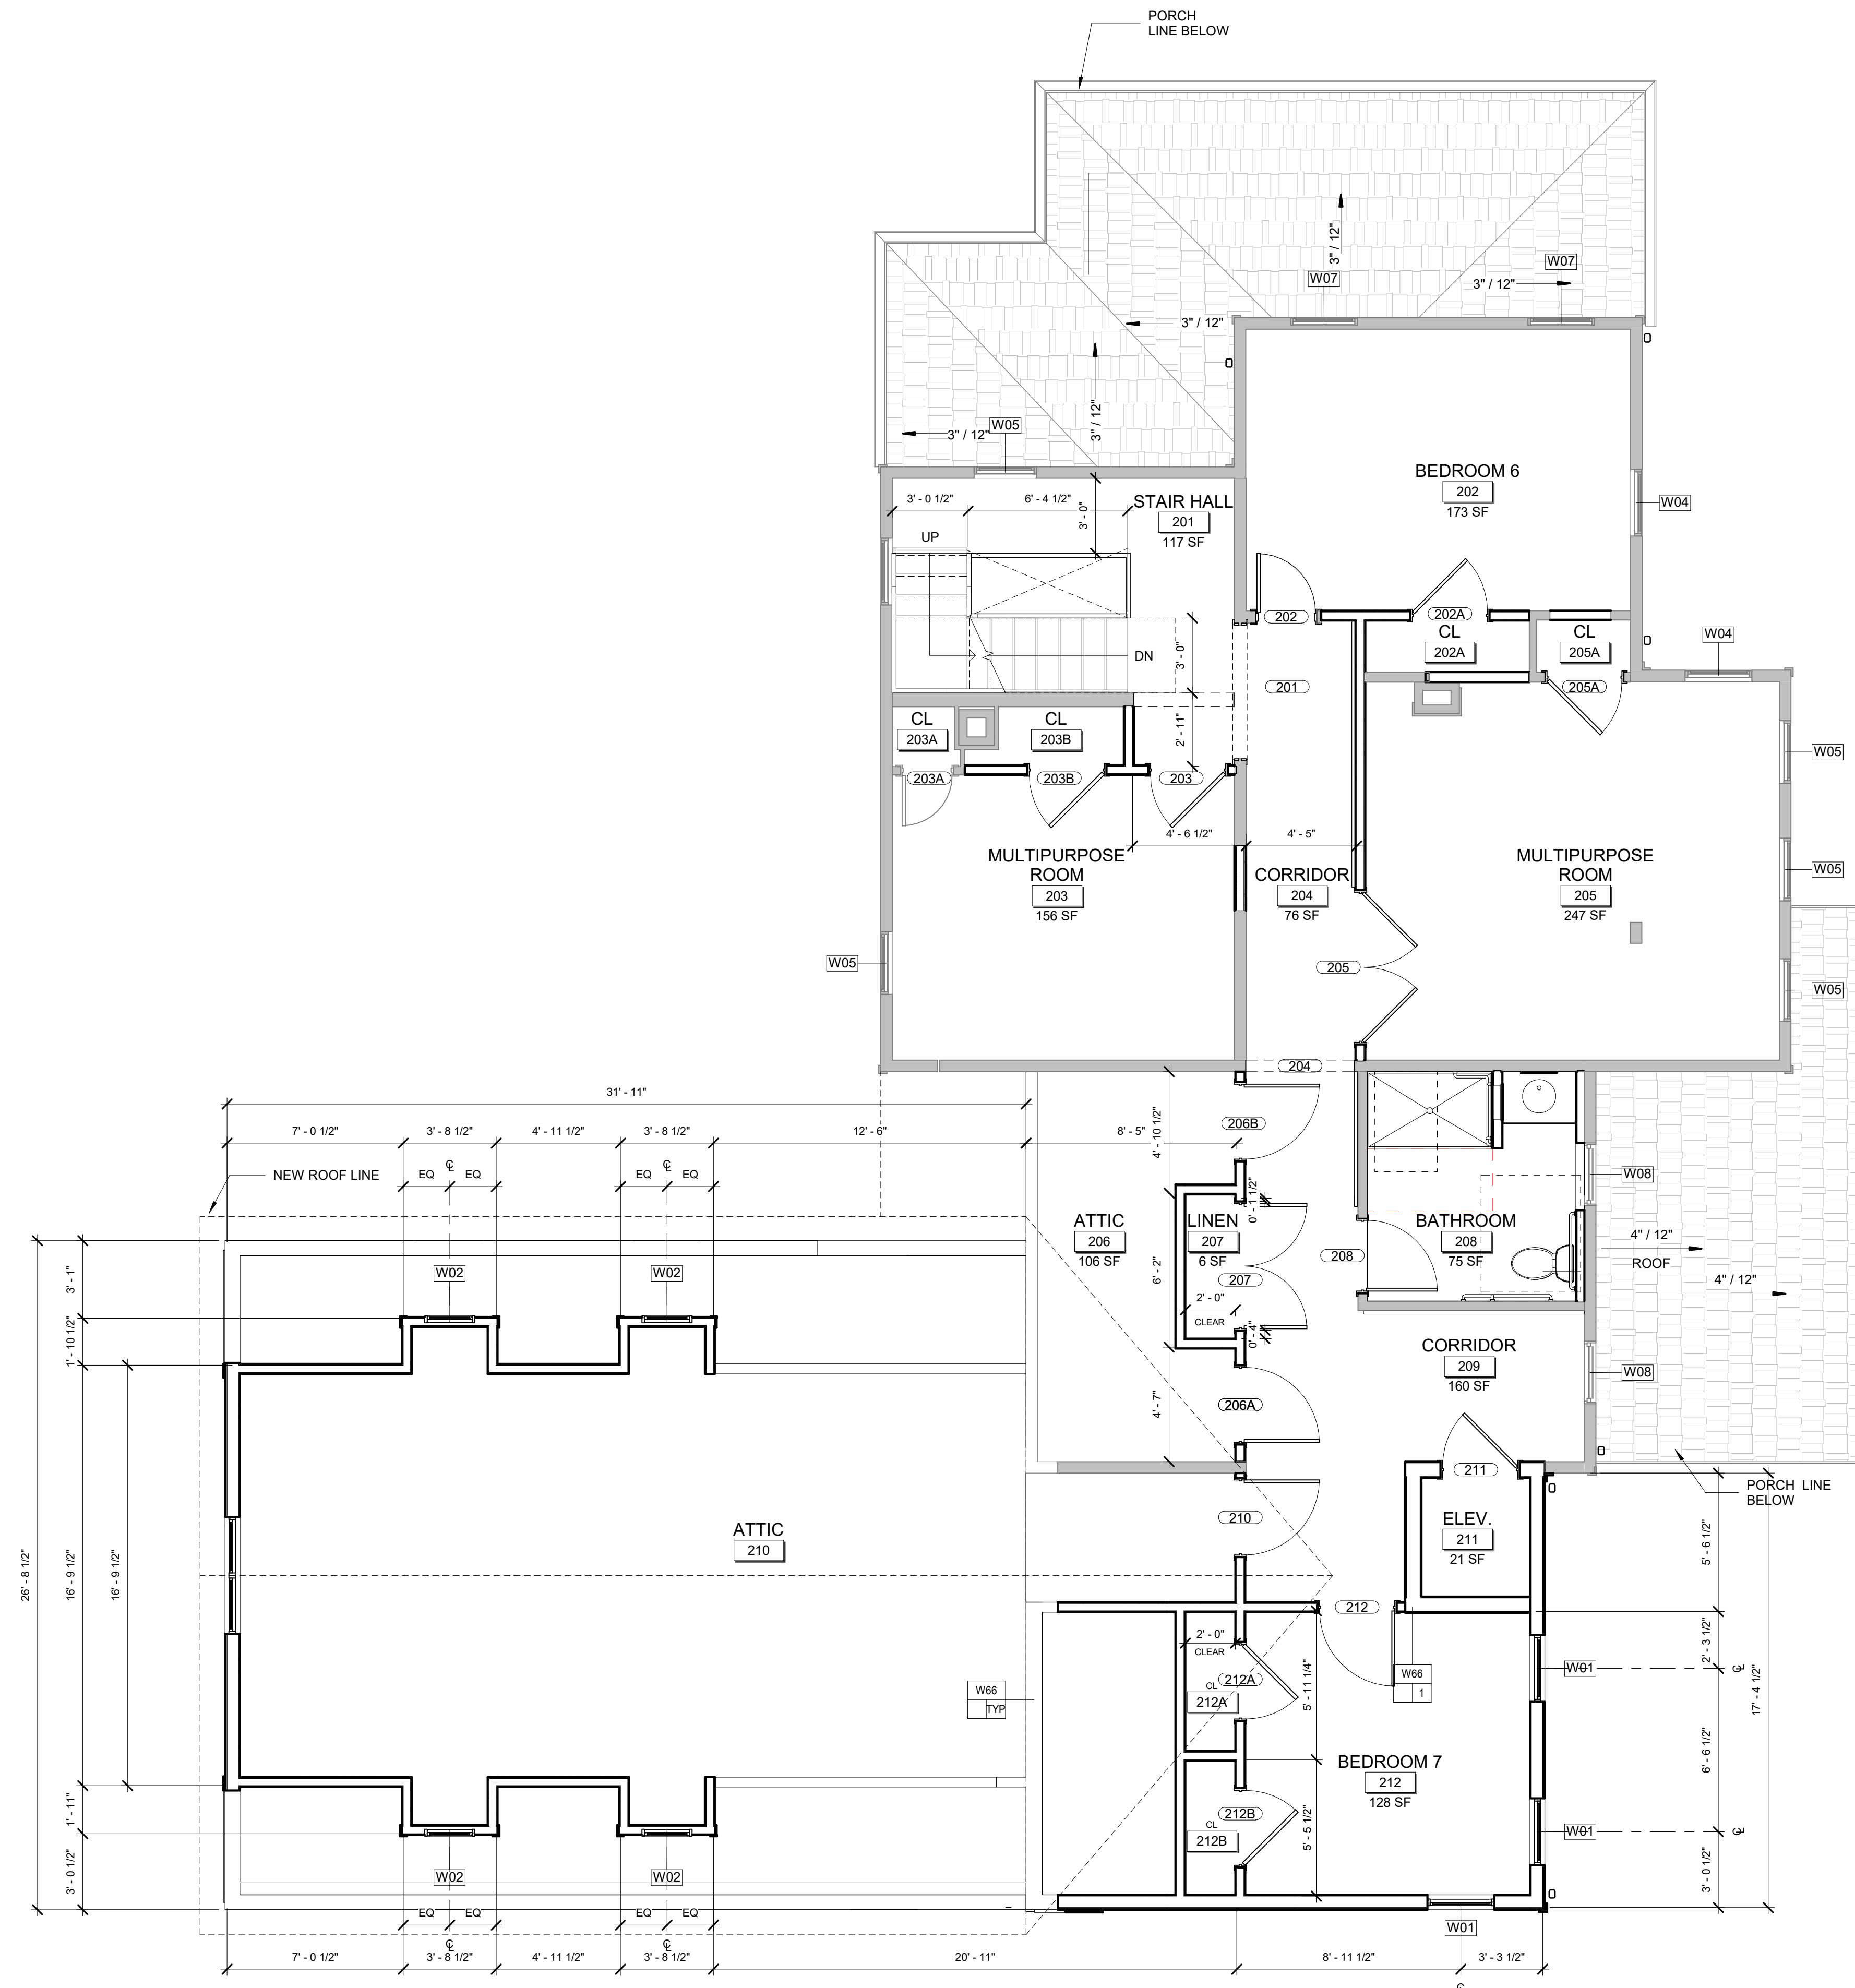 PORCH
LINE BELOW
3" / 12"
W07
W07
3" / 12"
3" / 12"
3" / 12"
W05
3" / 12"
BEDROOM 6
202
173 SF
W04
3' - 0 1/2"
6' - 4 1/2"
3' - 0"
STAIR HALL
201
117 SF
UP
DN
3' - 0"
202
202A
CL
202A
CL
205A
205A
W04
201
2' - 11"
CL
203A
CL
203B
203A
203B
203
W05
4' - 6 1/2"
4' - 5"
MULTIPURPOSE
ROOM
203
156 SF
CORRIDOR
204
76 SF
MULTIPURPOSE
ROOM
205
247 SF
W05
W05
205
W05
204
31' - 11"
7' - 0 1/2"
3' - 8 1/2"
4' - 11 1/2"
3' - 8 1/2"
12' - 6"
8' - 5"
4' - 10 1/2"
206B
NEW ROOF LINE
EQ
EQ
EQ
EQ
W08
0' - 1 1/2"
ATTIC
206
106 SF
LINEN
207
6 SF
207
2' - 0"
CLEAR
6' - 2"
0' - 4"
208
BATHROOM
208
75 SF
4" / 12"
ROOF
4" / 12"
W02
W02
3' - 1"
1' - 10 1/2"
CORRIDOR
209
160 SF
W08
206A
4' - 7"
211
PORCH LINE
BELOW
210
ELEV.
211
21 SF
ATTIC
210
26' - 8 1/2"
16' - 9 1/2"
16' - 9 1/2"
5' - 6 1/2"
212
2' - 0"
CLEAR
212A
CL
212A
5' - 11 1/4"
W66
1
W66
TYP
W01
2' - 3 1/2"
17' - 4 1/2"
6' - 6 1/2"
BEDROOM 7
212
128 SF
212B
CL
212B
5' - 5 1/2"
W01
1' - 11"
3' - 0 1/2"
3' - 0 1/2"
W02
W02
EQ
EQ
EQ
EQ
W01
7' - 0 1/2"
3' - 8 1/2"
4' - 11 1/2"
3' - 8 1/2"
20' - 11"
8' - 11 1/2"
3' - 3 1/2"